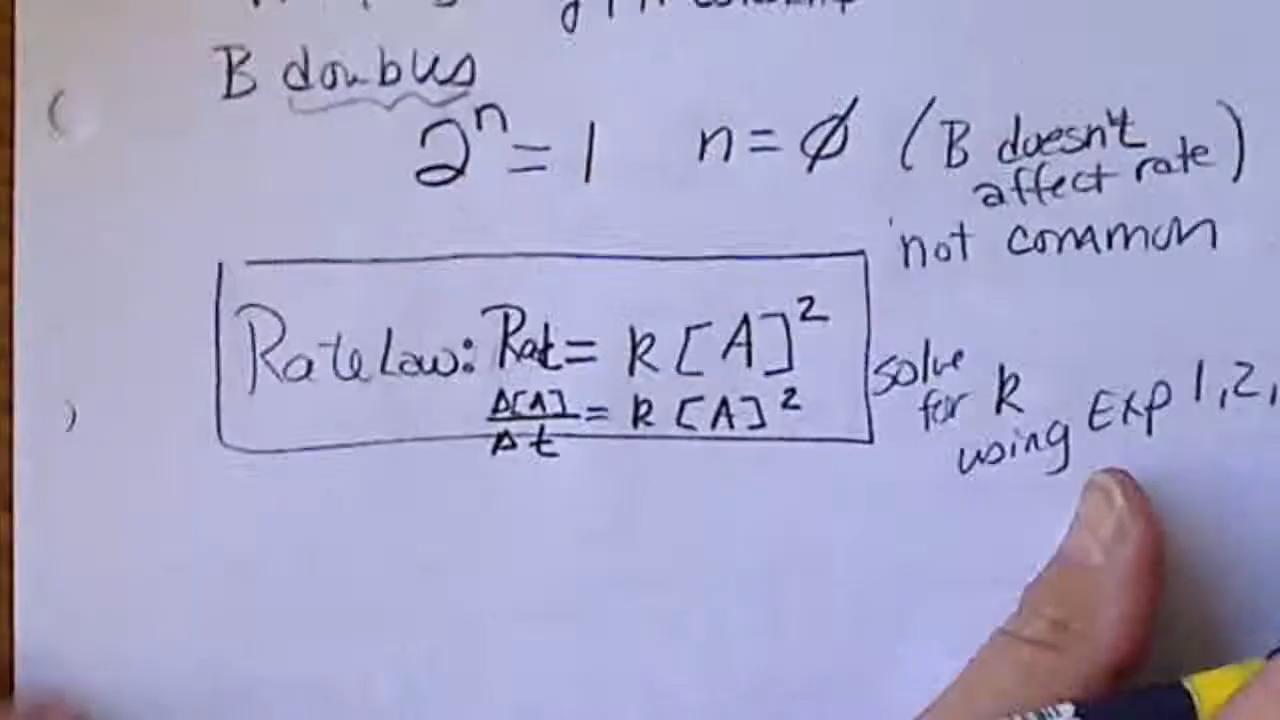 B doubles
2ⁿ = 1 n = ∅ (B doesn't affect rate)
not common
Rate Law: Rat = k [A]²
Δ[A]/Δt = k [A]²
solve
for k
using Exp 1,2,